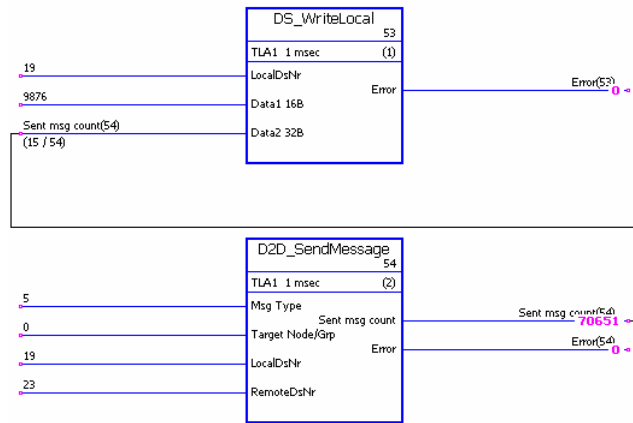 DS_WriteLocal
53
TLA1 1 msec (1)
19
LocalDsNr
Error
Error(53)
0
9876
Data1 16B
Sent msg count(54)
Data2 32B
(15 / 54)
D2D_SendMessage
54
TLA1 1 msec (2)
5
Msg Type
Sent msg count
Sent msg count(54)
70651
0
Target Node/Grp
Error
Error(54)
0
19
LocalDsNr
23
RemoteDsNr